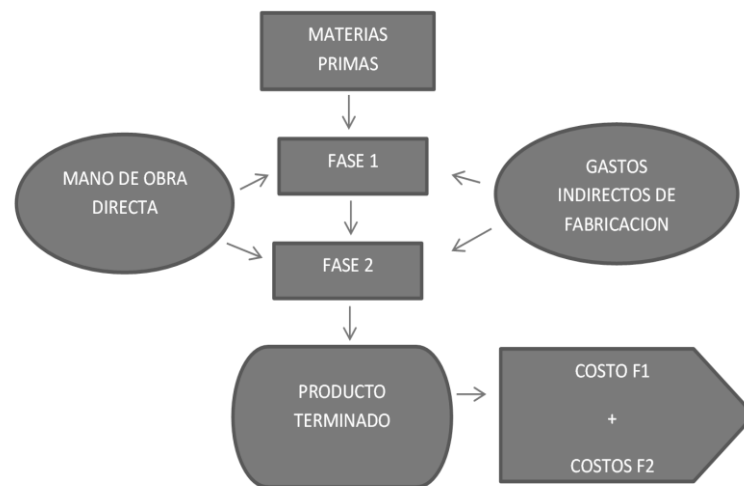 MATERIAS
PRIMAS
FASE 1
MANO DE OBRA
DIRECTA
GASTOS
INDIRECTOS DE
FABRICACION
FASE 2
PRODUCTO
TERMINADO
COSTO F1
+
COSTOS F2